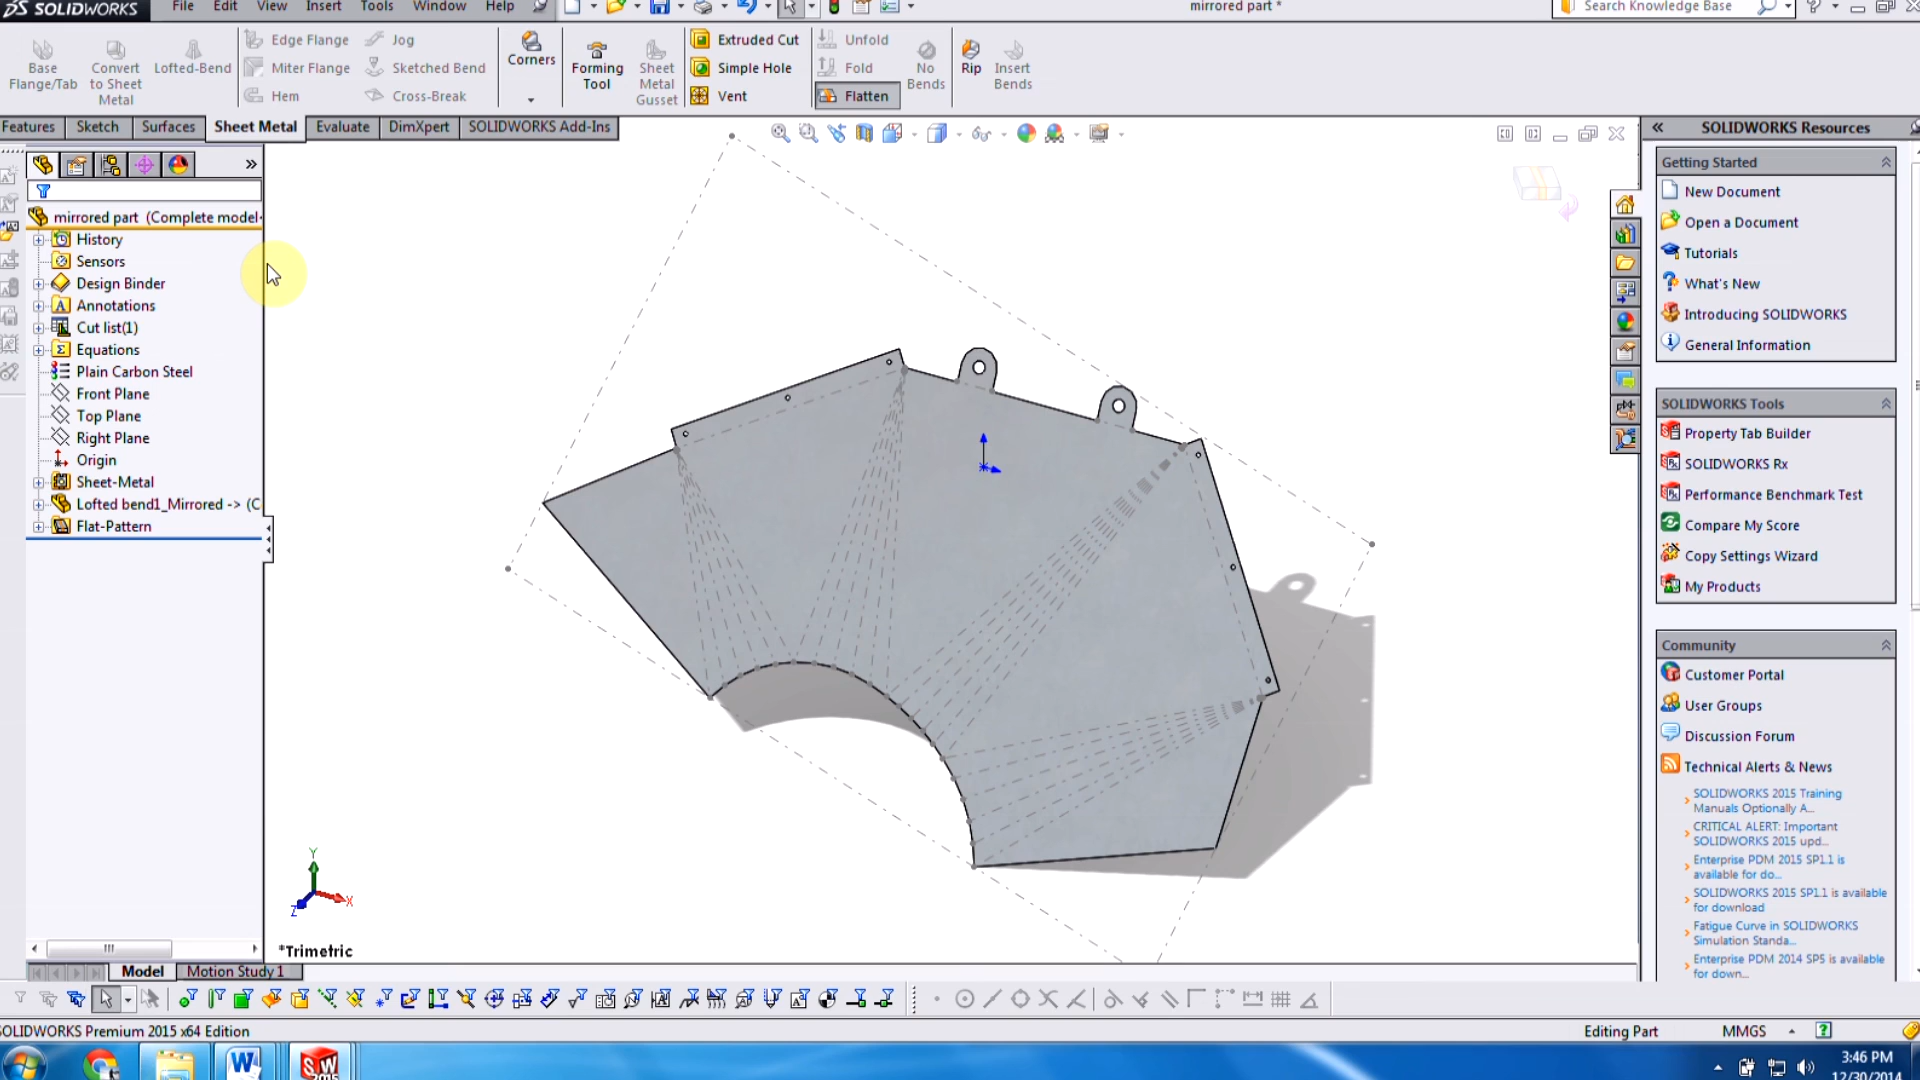 SOLIDWORKS
File Edit View Insert Tools Window Help
mirrored part *
Search Knowledge Base
Base Flange/Tab
Convert to Sheet Metal
Lofted-Bend
Edge Flange
Miter Flange
Hem
Jog
Sketched Bend
Cross-Break
Corners
Forming Tool
Sheet Metal Gusset
Extruded Cut
Simple Hole
Vent
Unfold
Fold
Flatten
No Bends
Rip
Insert Bends
Features Sketch Surfaces Sheet Metal Evaluate DimXpert SOLIDWORKS Add-Ins
mirrored part (Complete model
History
Sensors
Design Binder
Annotations
Cut list(1)
Equations
Plain Carbon Steel
Front Plane
Top Plane
Right Plane
Origin
Sheet-Metal
Lofted bend1_Mirrored -> (C
Flat-Pattern
Y
X
Z
*Trimetric
SOLIDWORKS Resources
Getting Started
New Document
Open a Document
Tutorials
What's New
Introducing SOLIDWORKS
General Information
SOLIDWORKS Tools
Property Tab Builder
SOLIDWORKS Rx
Performance Benchmark Test
Compare My Score
Copy Settings Wizard
My Products
Community
Customer Portal
User Groups
Discussion Forum
Technical Alerts & News
SOLIDWORKS 2015 Training
Manuals Optionally A...
CRITICAL ALERT: Important
SOLIDWORKS 2015 upd...
Enterprise PDM 2015 SP1.1 is
available for do...
SOLIDWORKS 2015 SP1.1 is available
for download
Fatigue Curve in SOLIDWORKS
Simulation Standa...
Enterprise PDM 2014 SP5 is available
for down...
Model Motion Study 1
SOLIDWORKS Premium 2015 x64 Edition
Editing Part
MMGS
3:46 PM
12/30/2014